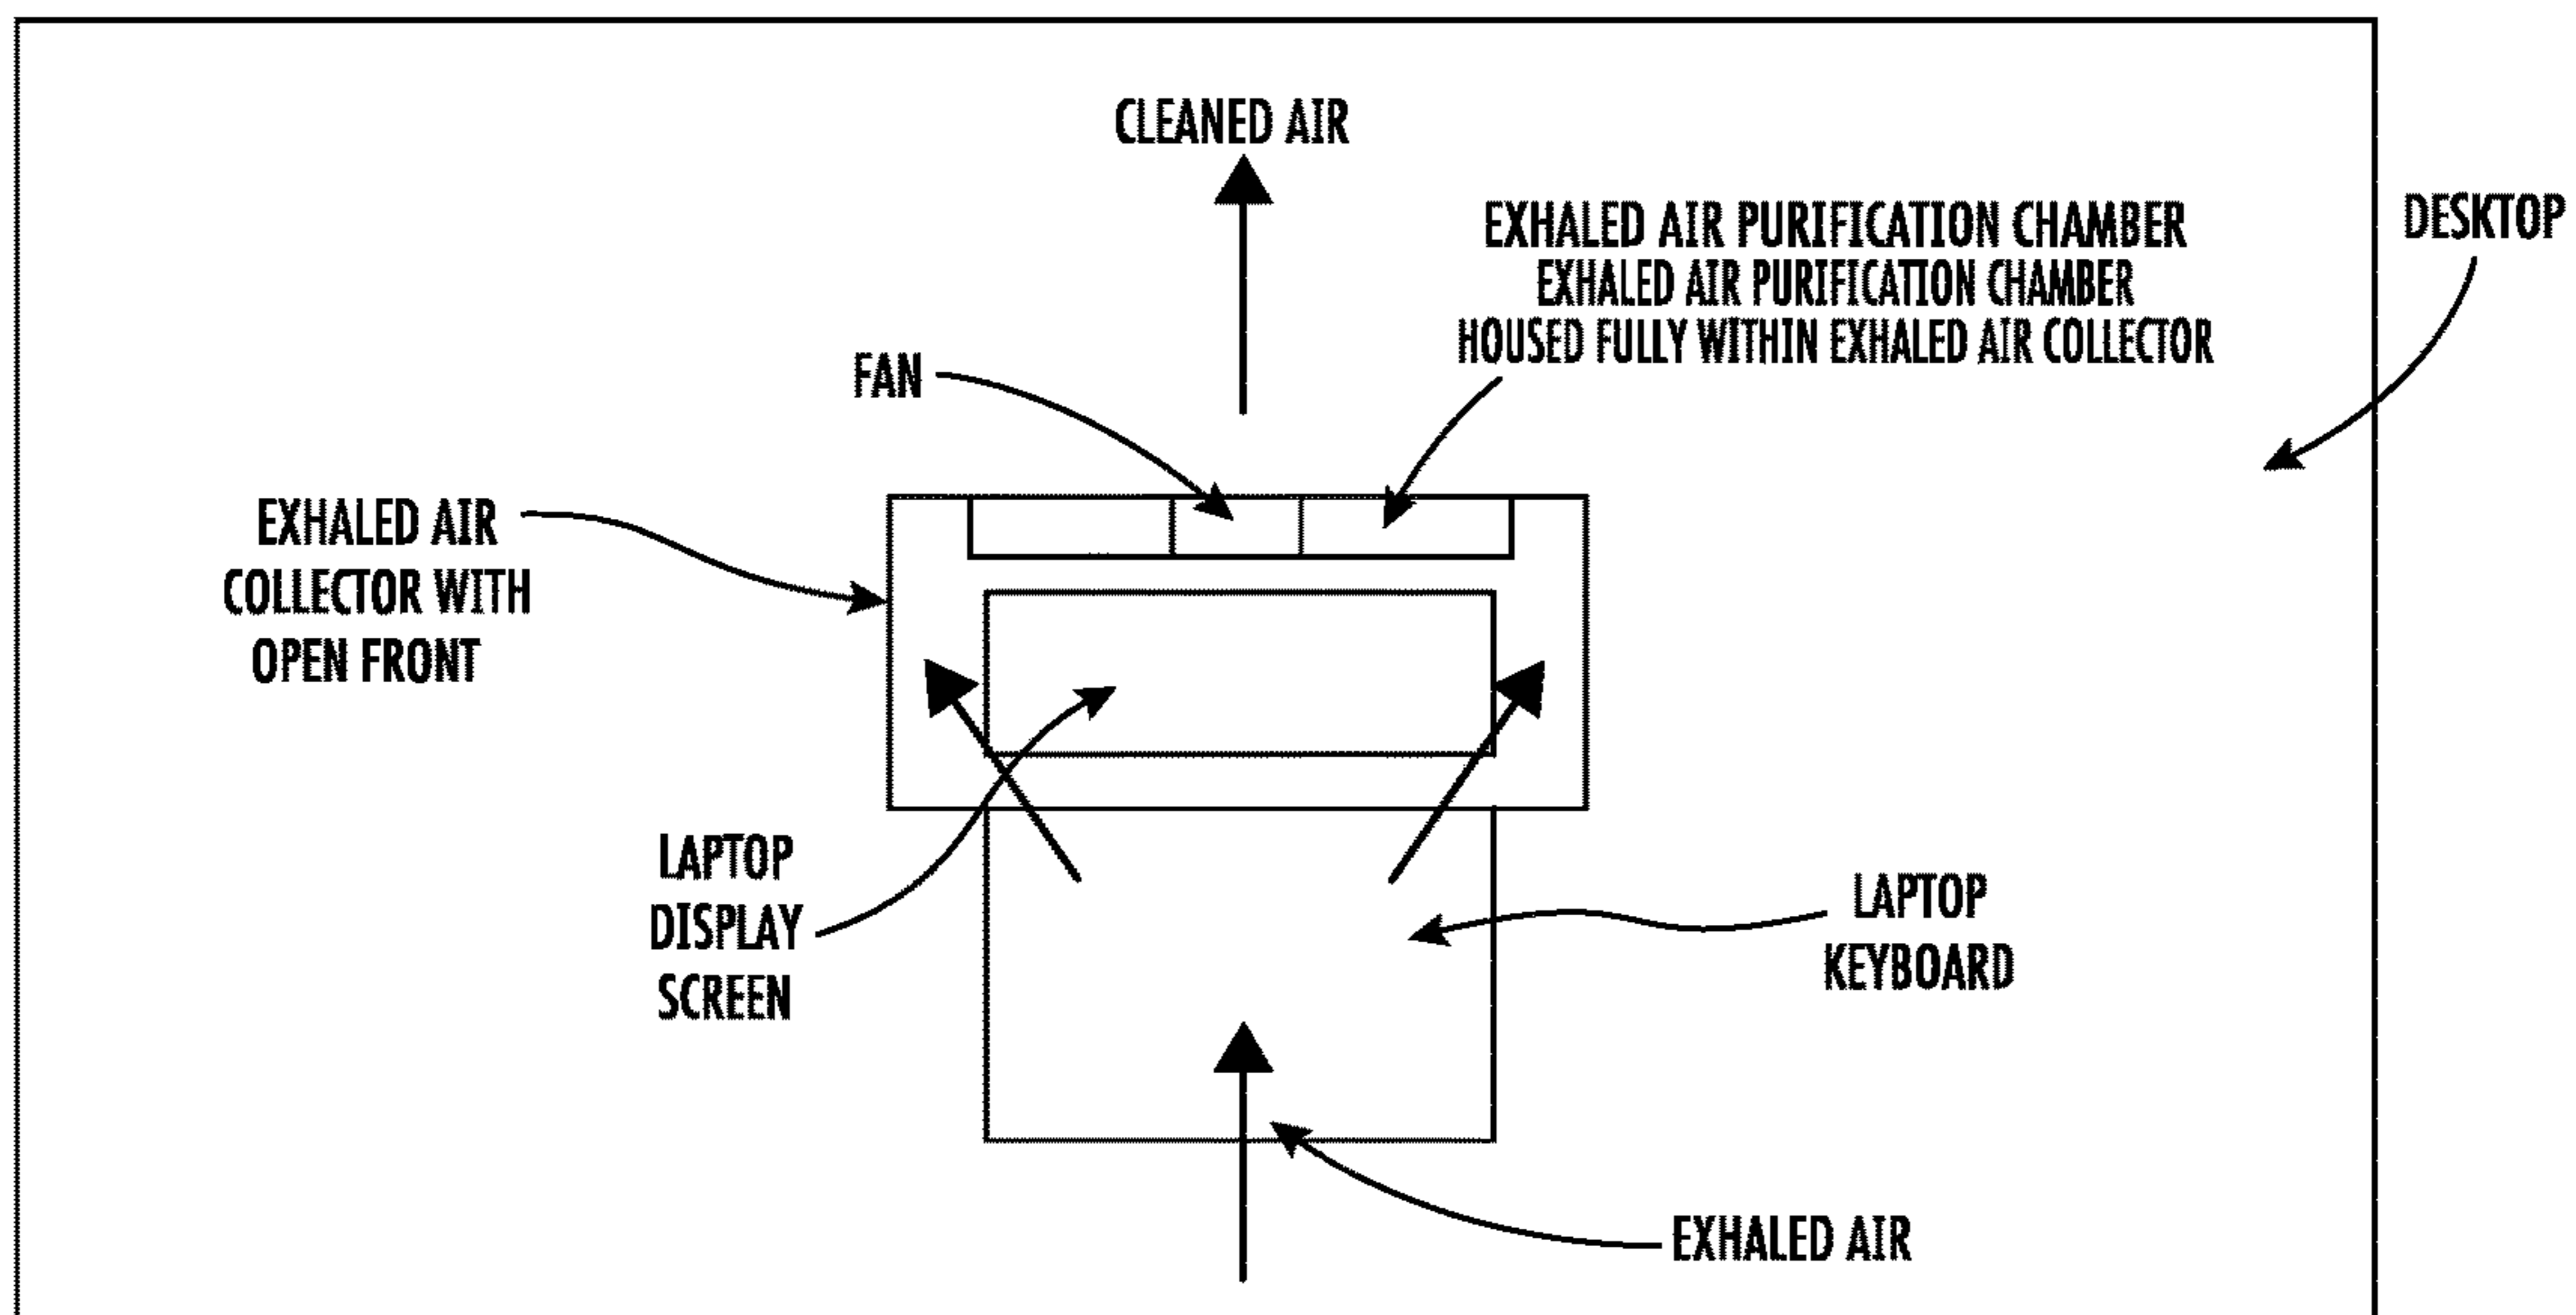 CLEANED AIR
DESKTOP
EXHALED AIR PURIFICATION CHAMBER
EXHALED AIR PURIFICATION CHAMBER
HOUSED FULLY WITHIN EXHALED AIR COLLECTOR
FAN
EXHALED AIR
COLLECTOR WITH
OPEN FRONT
LAPTOP
DISPLAY
SCREEN
LAPTOP
KEYBOARD
EXHALED AIR